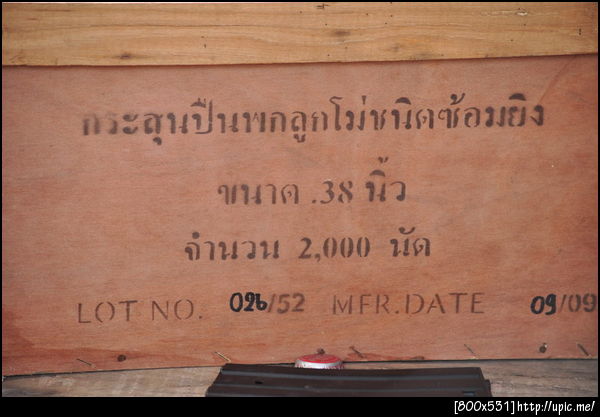 กระสุนปืนพกลูกโม่ชนิดซ้อมยิง
ขนาด .38 นิ้ว
จำนวน 2,000 นัด
LOT NO. 026/52 MFR.DATE 09/09
[800x531]http://upic.me/